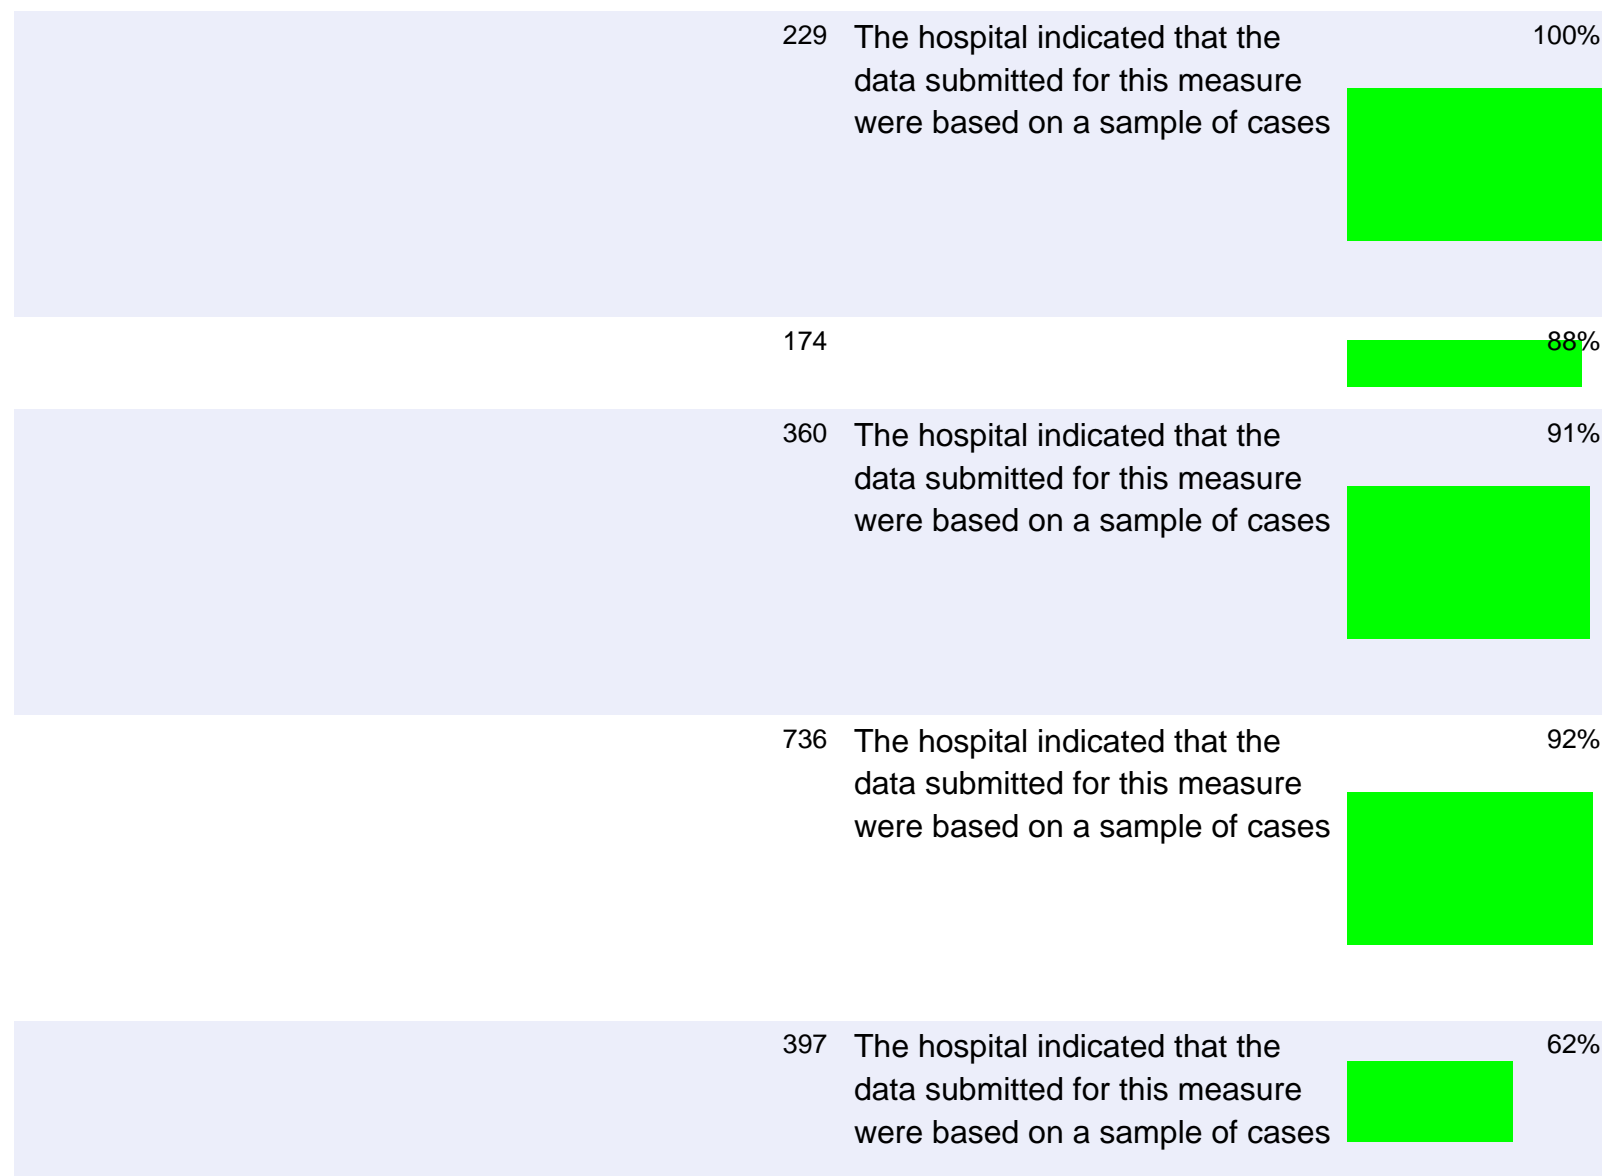 229 The hospital indicated that the 100%
data submitted for this measure
were based on a sample of cases
174 88%
360 The hospital indicated that the 91%
data submitted for this measure
were based on a sample of cases
736 The hospital indicated that the 92%
data submitted for this measure
were based on a sample of cases
397 The hospital indicated that the 62%
data submitted for this measure
were based on a sample of cases